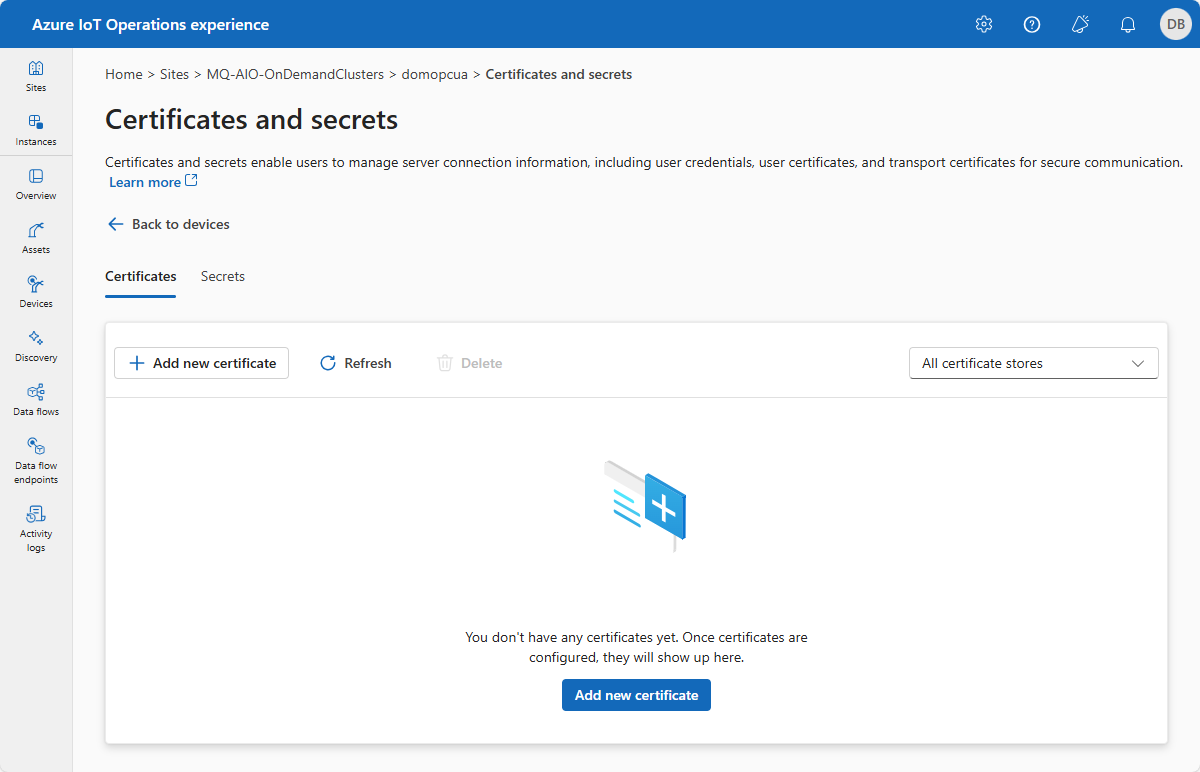 Azure IoT Operations experience
DB
Sites
Instances
Overview
Assets
Devices
Discovery
Data flows
Data flow
endpoints
Activity
logs
Home > Sites > MQ-AIO-OnDemandClusters > domopcua > Certificates and secrets
Certificates and secrets
Certificates and secrets enable users to manage server connection information, including user credentials, user certificates, and transport certificates for secure communication.
Learn more
Back to devices
Certificates
Secrets
Add new certificate
Refresh
Delete
All certificate stores
You don't have any certificates yet. Once certificates are
configured, they will show up here.
Add new certificate